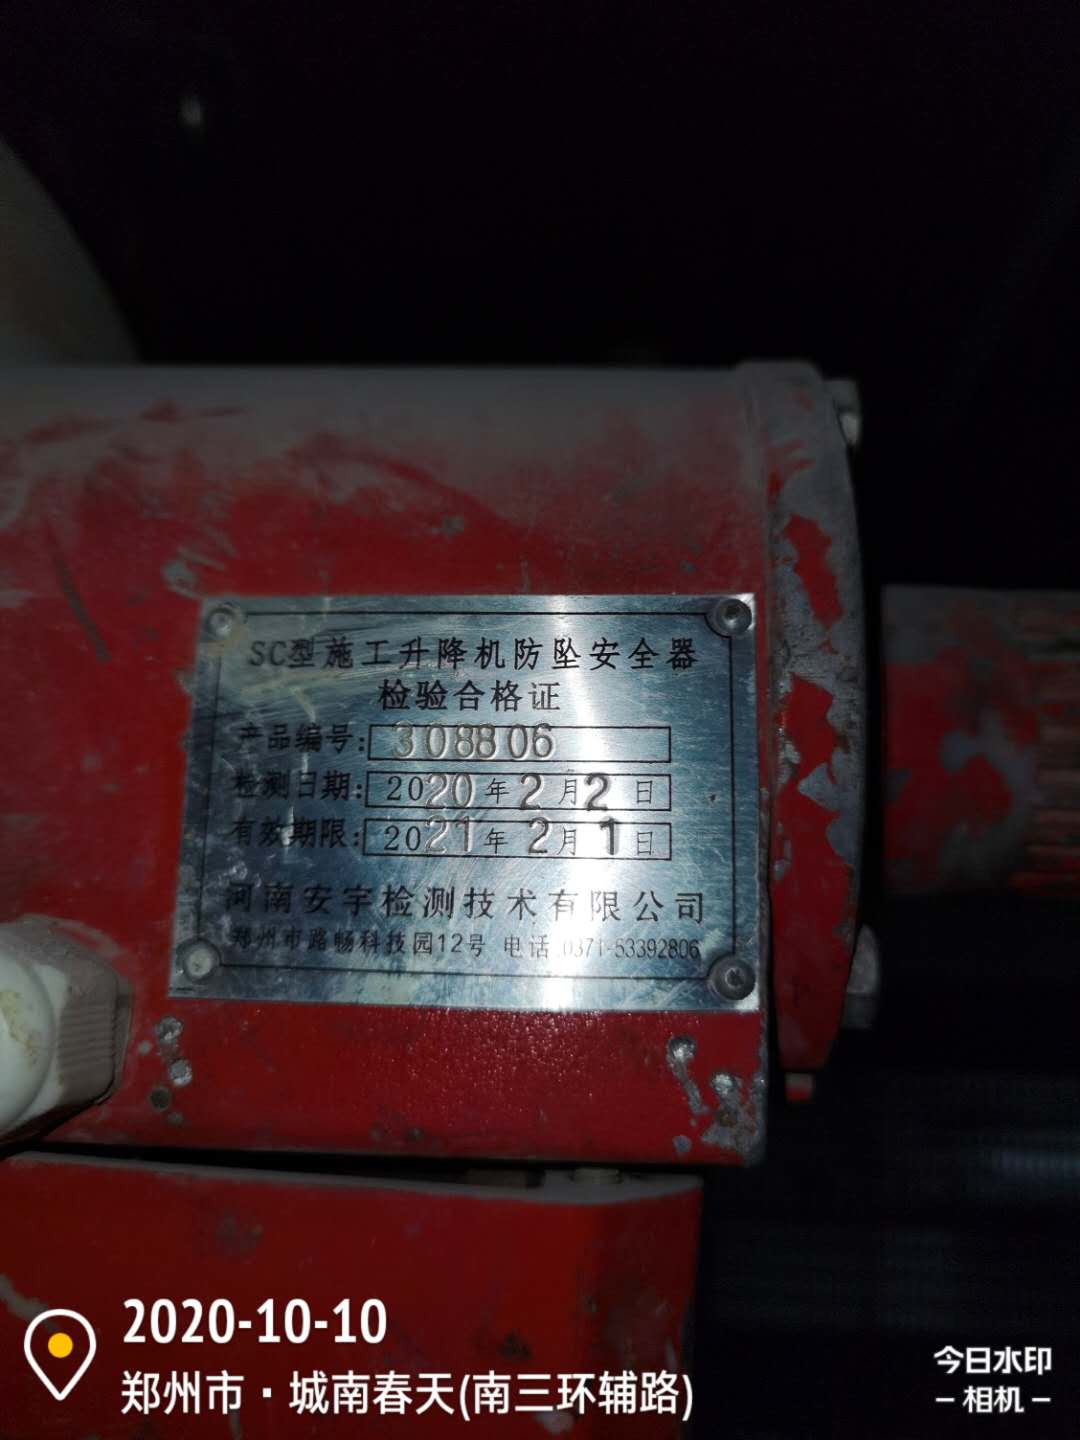 SC型施工升降机防坠安全器
检验合格证
产品编号: 308806
检测日期: 2020年2月2日
有效期限: 2021年2月1日
河南安宇检测技术有限公司
郑州市路畅科技园12号 电话 0371-53392806
2020-10-10
郑州市·城南春天(南三环辅路)
今日水印
-相机-